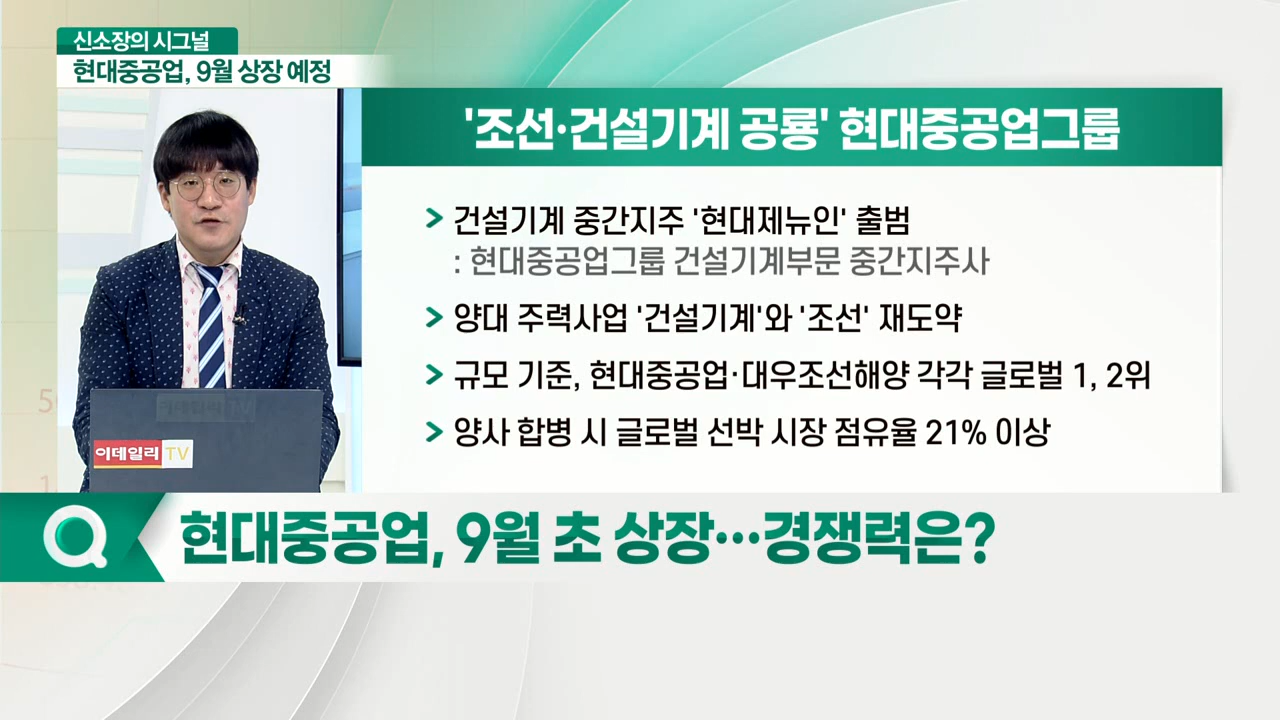 신소장의 시그널
현대중공업, 9월 상장 예정
'조선·건설기계 공룡' 현대중공업그룹
> 건설기계 중간지주 '현대제뉴인' 출범
: 현대중공업그룹 건설기계부문 중간지주사
> 양대 주력사업 '건설기계'와 '조선' 재도약
> 규모 기준, 현대중공업·대우조선해양 각각 글로벌 1, 2위
> 양사 합병 시 글로벌 선박 시장 점유율 21% 이상
이데일리 TV
이데일리 TV
Q 현대중공업, 9월 초 상장…경쟁력은?